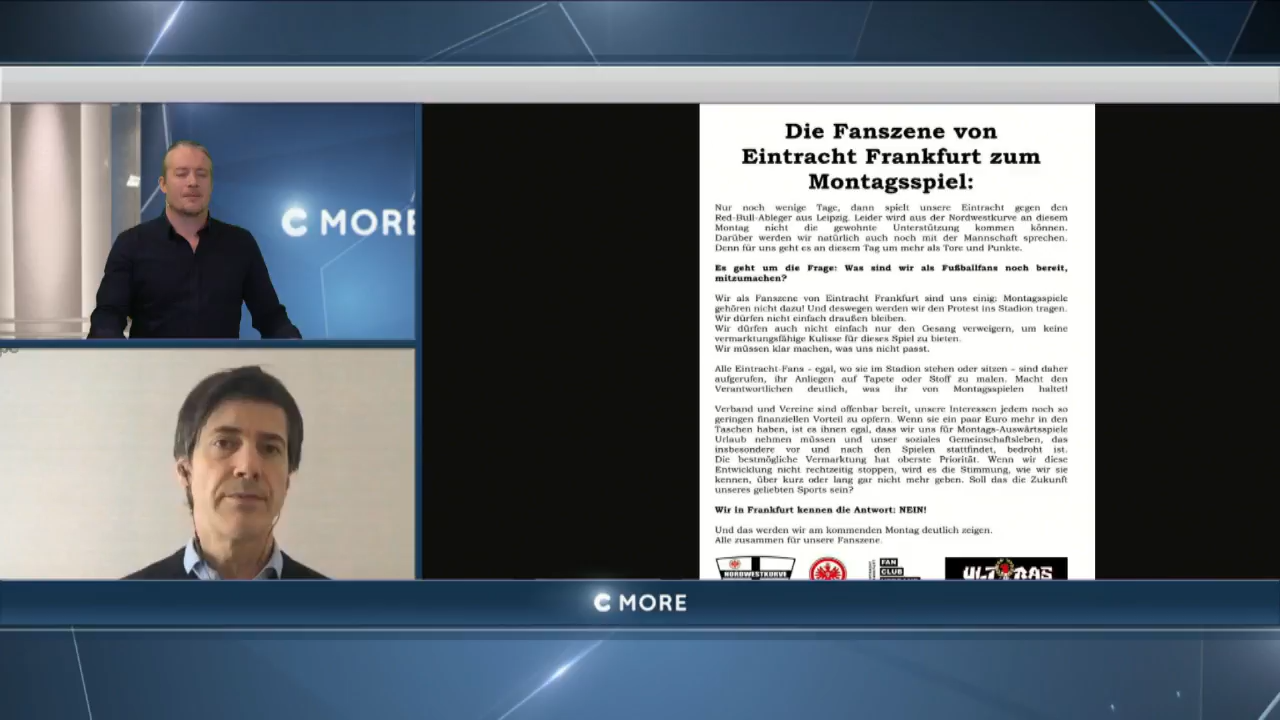 C MORE
pe
Die Fanszene von
Eintracht Frankfurt zum
Montagsspiel:
Nur noch wenige Tage, dann spielt unsere Eintracht gegen den
Red-Bull-Ableger aus Leipzig. Leider wird aus der Nordwestkurve an diesem
Montag nicht die gewohnte Unterstützung kommen können.
Darüber werden wir natürlich auch noch mit der Mannschaft sprechen.
Denn für uns geht es an diesem Tag um mehr als Tore und Punkte.
Es geht um die Frage: Was sind wir als Fußballfans noch bereit,
mitzumachen?
Wir als Fanszene von Eintracht Frankfurt sind uns einig: Montagsspiele
gehören nicht dazu! Und deswegen werden wir den Protest ins Stadion tragen.
Wir dürfen nicht einfach draußen bleiben.
Wir dürfen auch nicht einfach nur den Gesang verweigern, um keine
vermarktungsfähige Kulisse für dieses Spiel zu bieten.
Wir müssen klar machen, was uns nicht passt.
Alle Eintracht-Fans – egal, wo sie im Stadion stehen oder sitzen – sind daher
aufgerufen, ihr Anliegen auf Tapete oder Stoff zu malen. Macht den
Verantwortlichen deutlich, was ihr von Montagsspielen haltet!
Verband und Vereine sind offenbar bereit, unsere Interessen jedem noch so
geringen finanziellen Vorteil zu opfern. Wenn sie ein paar Euro mehr in den
Taschen haben, ist es ihnen egal, dass wir uns für Montags-Auswärtsspiele
Urlaub nehmen müssen und unser soziales Gemeinschaftsleben, das
insbesondere vor und nach den Spielen stattfindet, bedroht ist.
Die bestmögliche Vermarktung hat oberste Priorität. Wenn wir diese
Entwicklung nicht rechtzeitig stoppen, wird es die Stimmung, wie wir sie
kennen, über kurz oder lang gar nicht mehr geben. Soll das die Zukunft
unseres geliebten Sports sein?
Wir in Frankfurt kennen die Antwort: NEIN!
Und das werden wir am kommenden Montag deutlich zeigen.
Alle zusammen für unsere Fanszene.
NORDWESTKURVE
FAN
CLUB
ULTRAS
C MORE